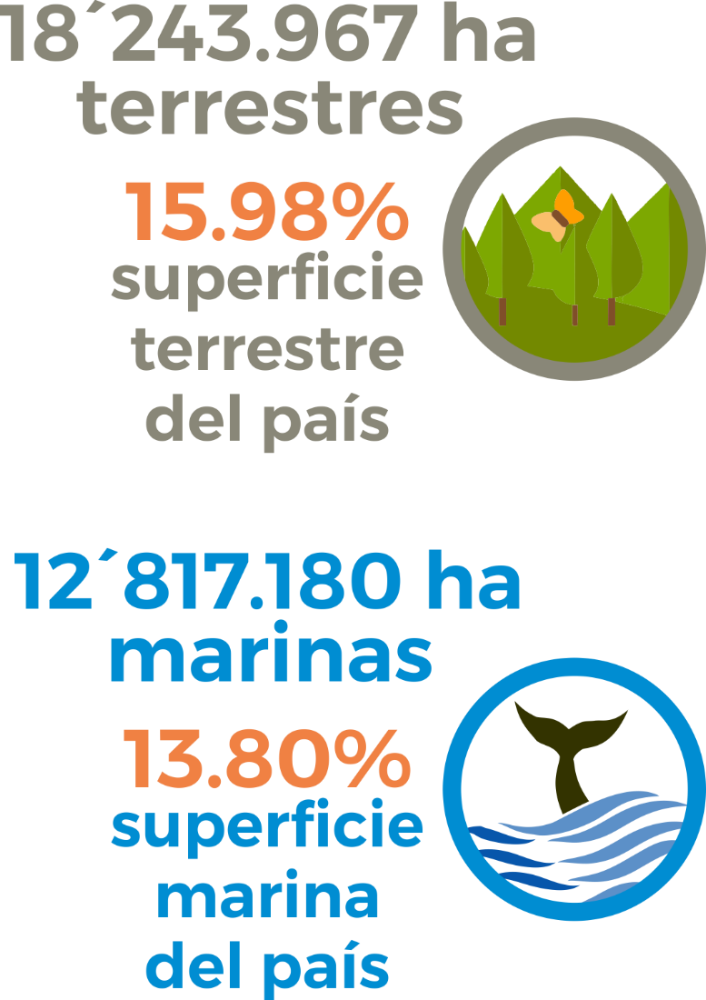 18´243.967 ha
terrestres
15.98%
superficie
terrestre
del país
12´817.180 ha
marinas
13.80%
superficie
marina
del país